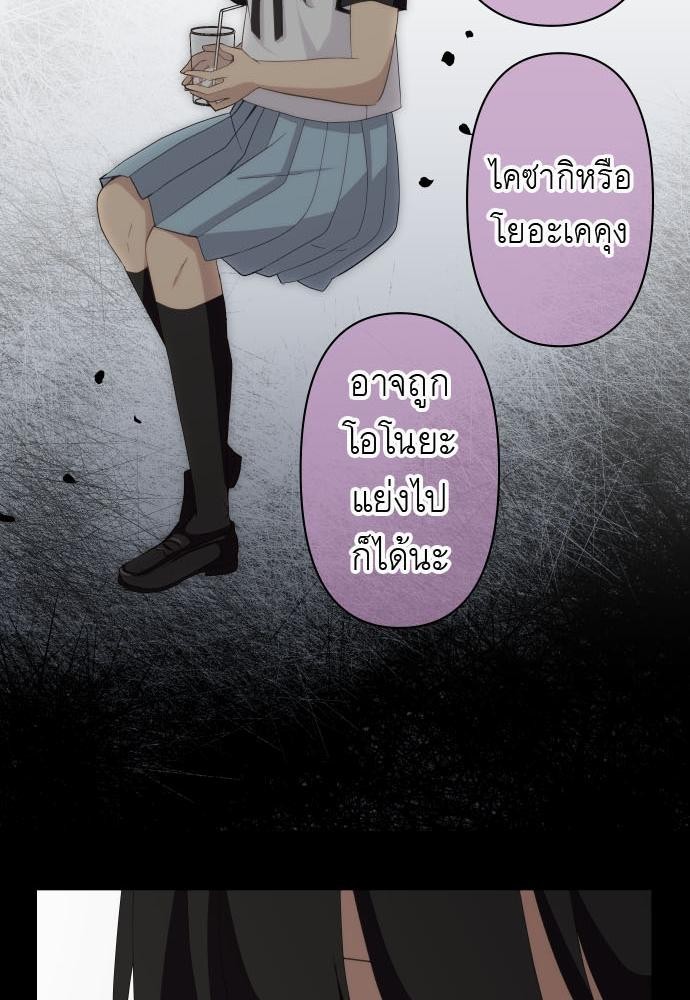 ไคซากิหรือ
โยอะเคคุง
อาจถูก
โอโนยะ
แย่งไป
ก็ได้นะ